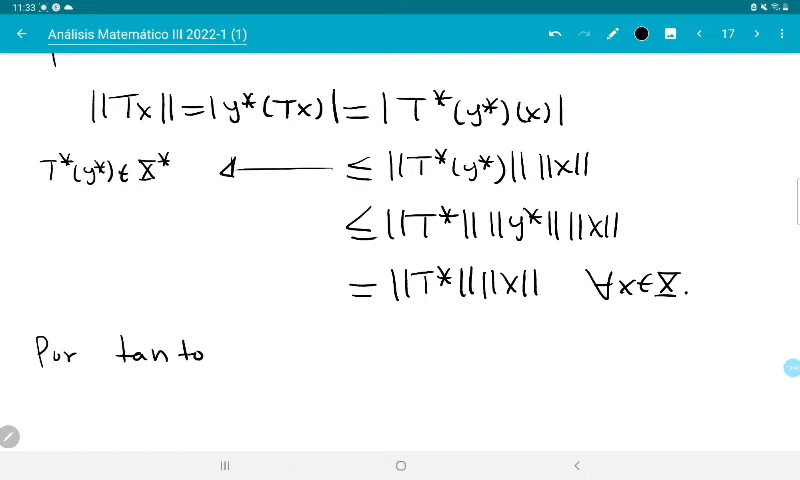 11:33
Análisis Matemático III 2022-1 (1)
17
||Tx|| = |y*(Tx)| = |T*(y*)(x)|
T*(y*) ∈ X* ≤ ||T*(y*)|| ||x||
≤ ||T*|| ||y*|| ||x||
= ||T*|| ||x|| ∀x∈X.
Por tanto